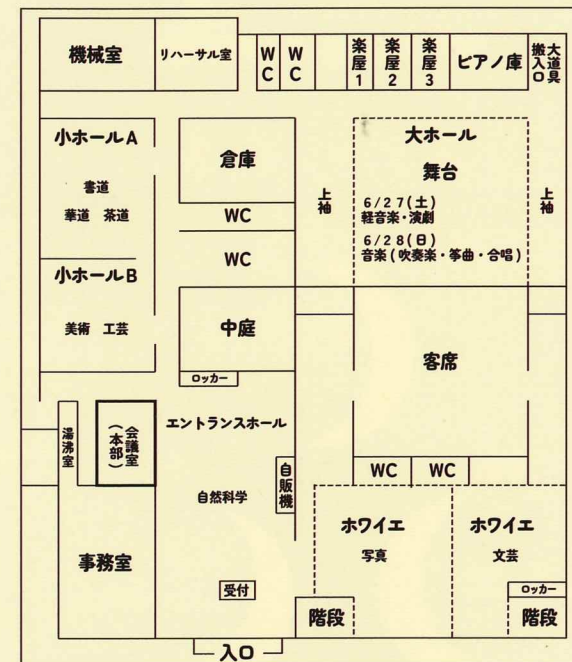 機械室
リハーサル室
WC
WC
楽屋1
楽屋2
楽屋3
ピアノ庫
大道具
搬入口
小ホールA
書道
華道 茶道
倉庫
WC
WC
上袖
大ホール
舞台
6/27(土)
軽音楽・演劇
6/28(日)
音楽(吹奏楽・筝曲・合唱)
上袖
小ホールB
美術 工芸
中庭
ロッカー
客席
湯沸室
会議室
(本部)
エントランスホール
自然科学
自販機
WC
WC
ホワイエ
写真
ホワイエ
文芸
事務室
受付
ロッカー
階段
階段
入口